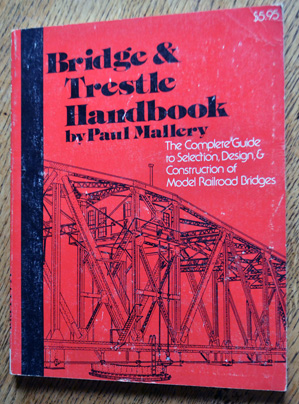 $5.95
Bridge &
Trestle
Handbook
by Paul Mallery
The Complete Guide
to Selection, Design, &
Construction of
Model Railroad Bridges